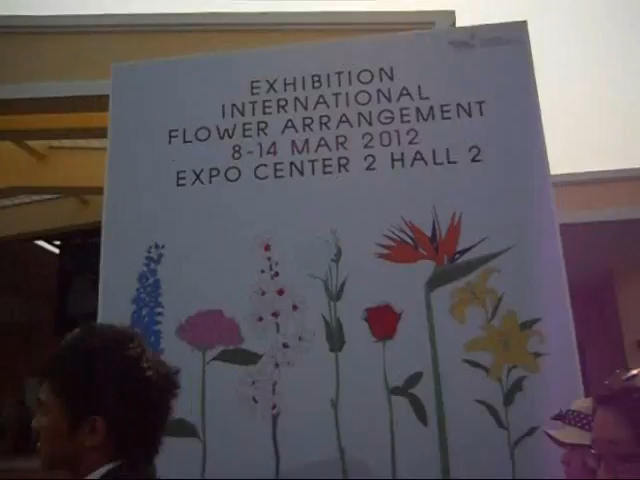 EXHIBITION
INTERNATIONAL
FLOWER ARRANGEMENT
8-14 MAR 2012
EXPO CENTER 2 HALL 2